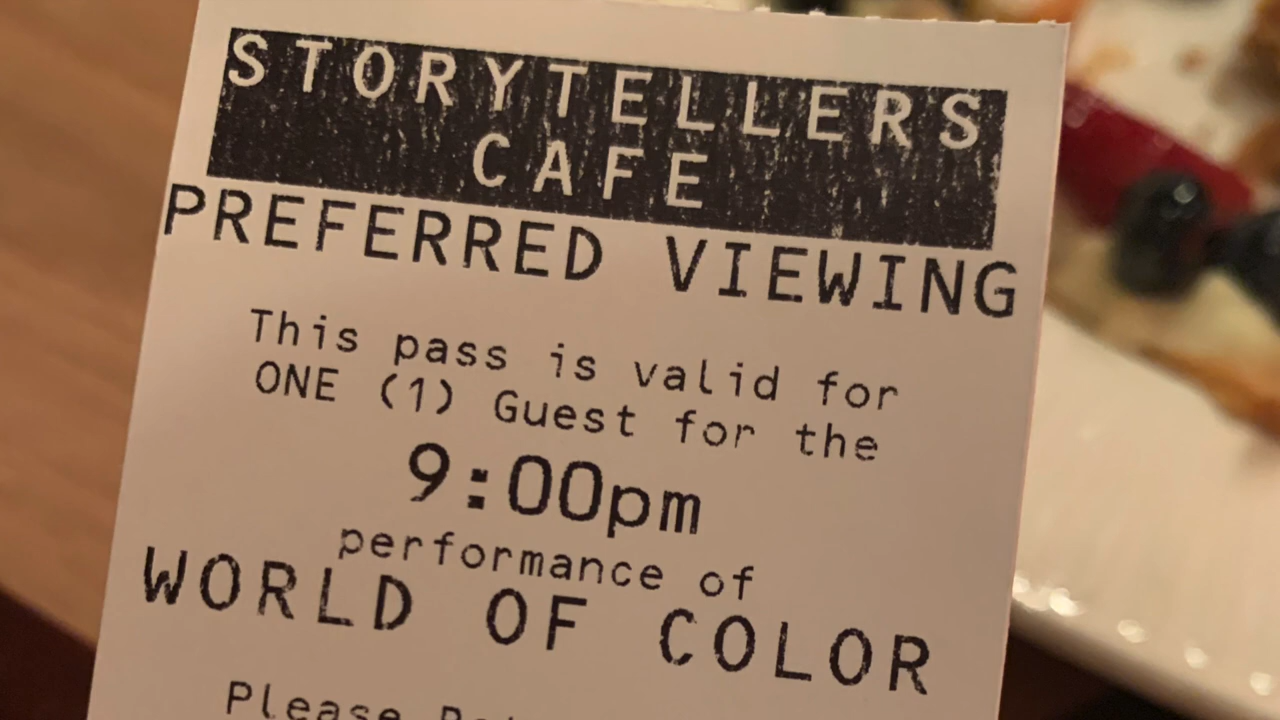 STORYTELLERS
CAFE
PREFERRED VIEWING
This pass is valid for
ONE (1) Guest for the
9:00pm
performance of
WORLD OF COLOR
Please